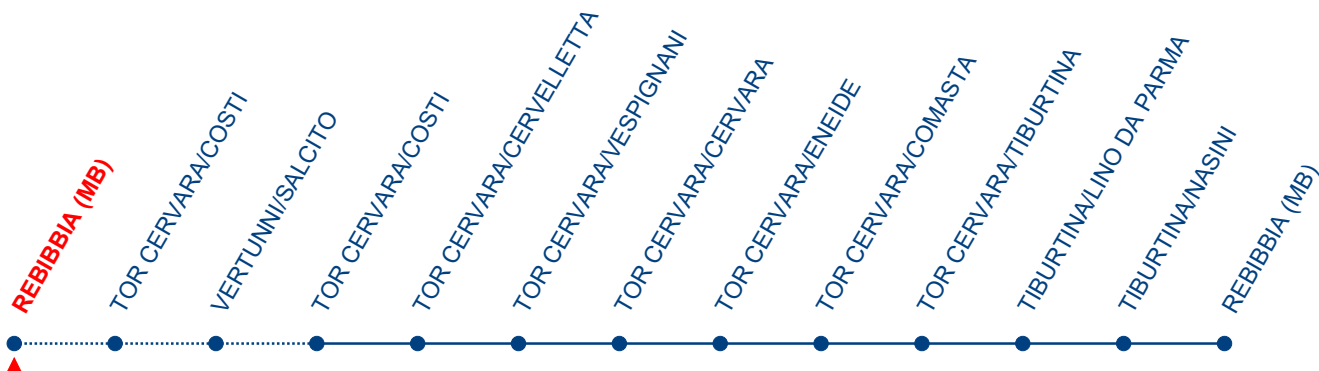 REBIBBIA (MB)
TOR CERVARA/COSTI
VERTUNNI/SALCITO
TOR CERVARA/COSTI
TOR CERVARA/CERVELLETTA
TOR CERVARA/VESPIGNANI
TOR CERVARA/CERVARA
TOR CERVARA/ENEIDE
TOR CERVARA/COMASTA
TOR CERVARA/TIBURTINA
TIBURTINA/LINO DA PARMA
TIBURTINA/NASINI
REBIBBIA (MB)